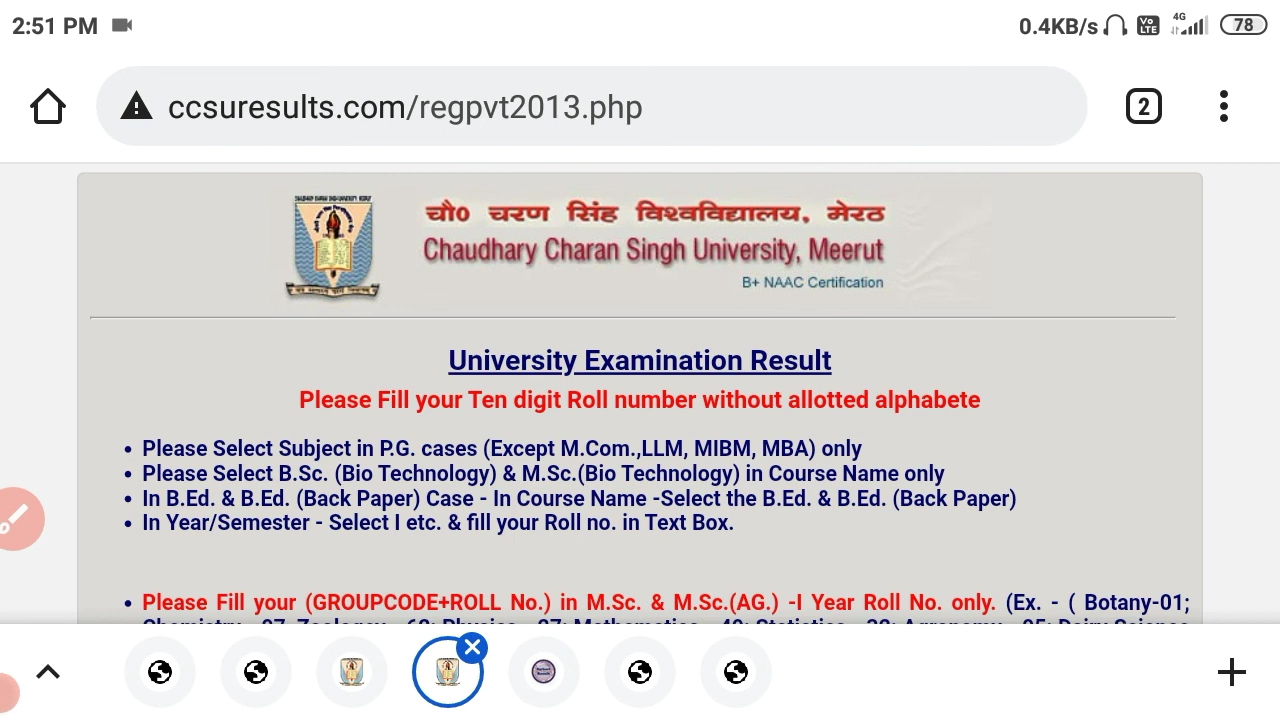 2:51 PM
0.4KB/s
Vo LTE
4G
78
ccsuresults.com/regpvt2013.php
2
चौ० चरण सिंह विश्वविद्यालय, मेरठ
Chaudhary Charan Singh University, Meerut
B+ NAAC Certification
University Examination Result
Please Fill your Ten digit Roll number without allotted alphabete
• Please Select Subject in P.G. cases (Except M.Com.,LLM, MIBM, MBA) only
• Please Select B.Sc. (Bio Technology) & M.Sc.(Bio Technology) in Course Name only
• In B.Ed. & B.Ed. (Back Paper) Case - In Course Name -Select the B.Ed. & B.Ed. (Back Paper)
• In Year/Semester - Select I etc. & fill your Roll no. in Text Box.
• Please Fill your (GROUPCODE+ROLL No.) in M.Sc. & M.Sc.(AG.) -I Year Roll No. only. (Ex. - ( Botany-01;